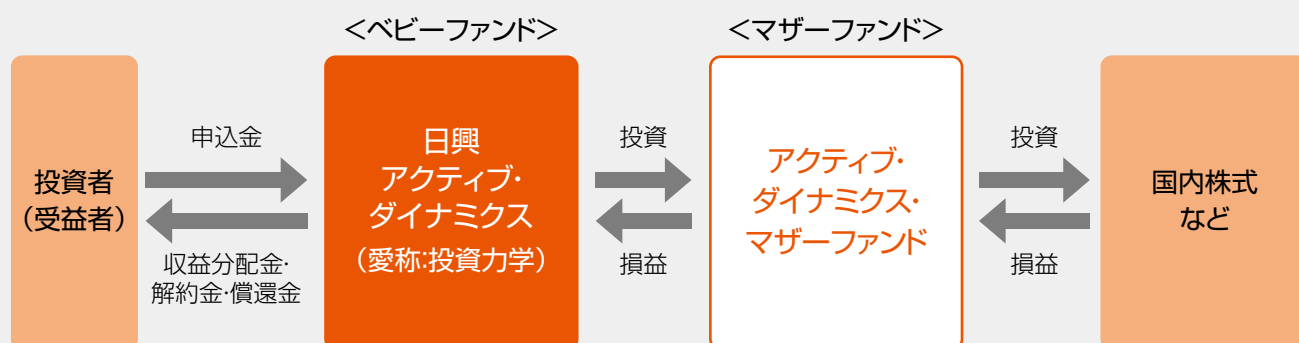 <ベビーファンド>
<マザーファンド>
投資者
(受益者)
申込金
収益分配金・
解約金・償還金
日興
アクティブ・
ダイナミクス
(愛称:投資力学)
投資
損益
アクティブ・
ダイナミクス・
マザーファンド
投資
損益
国内株式
など